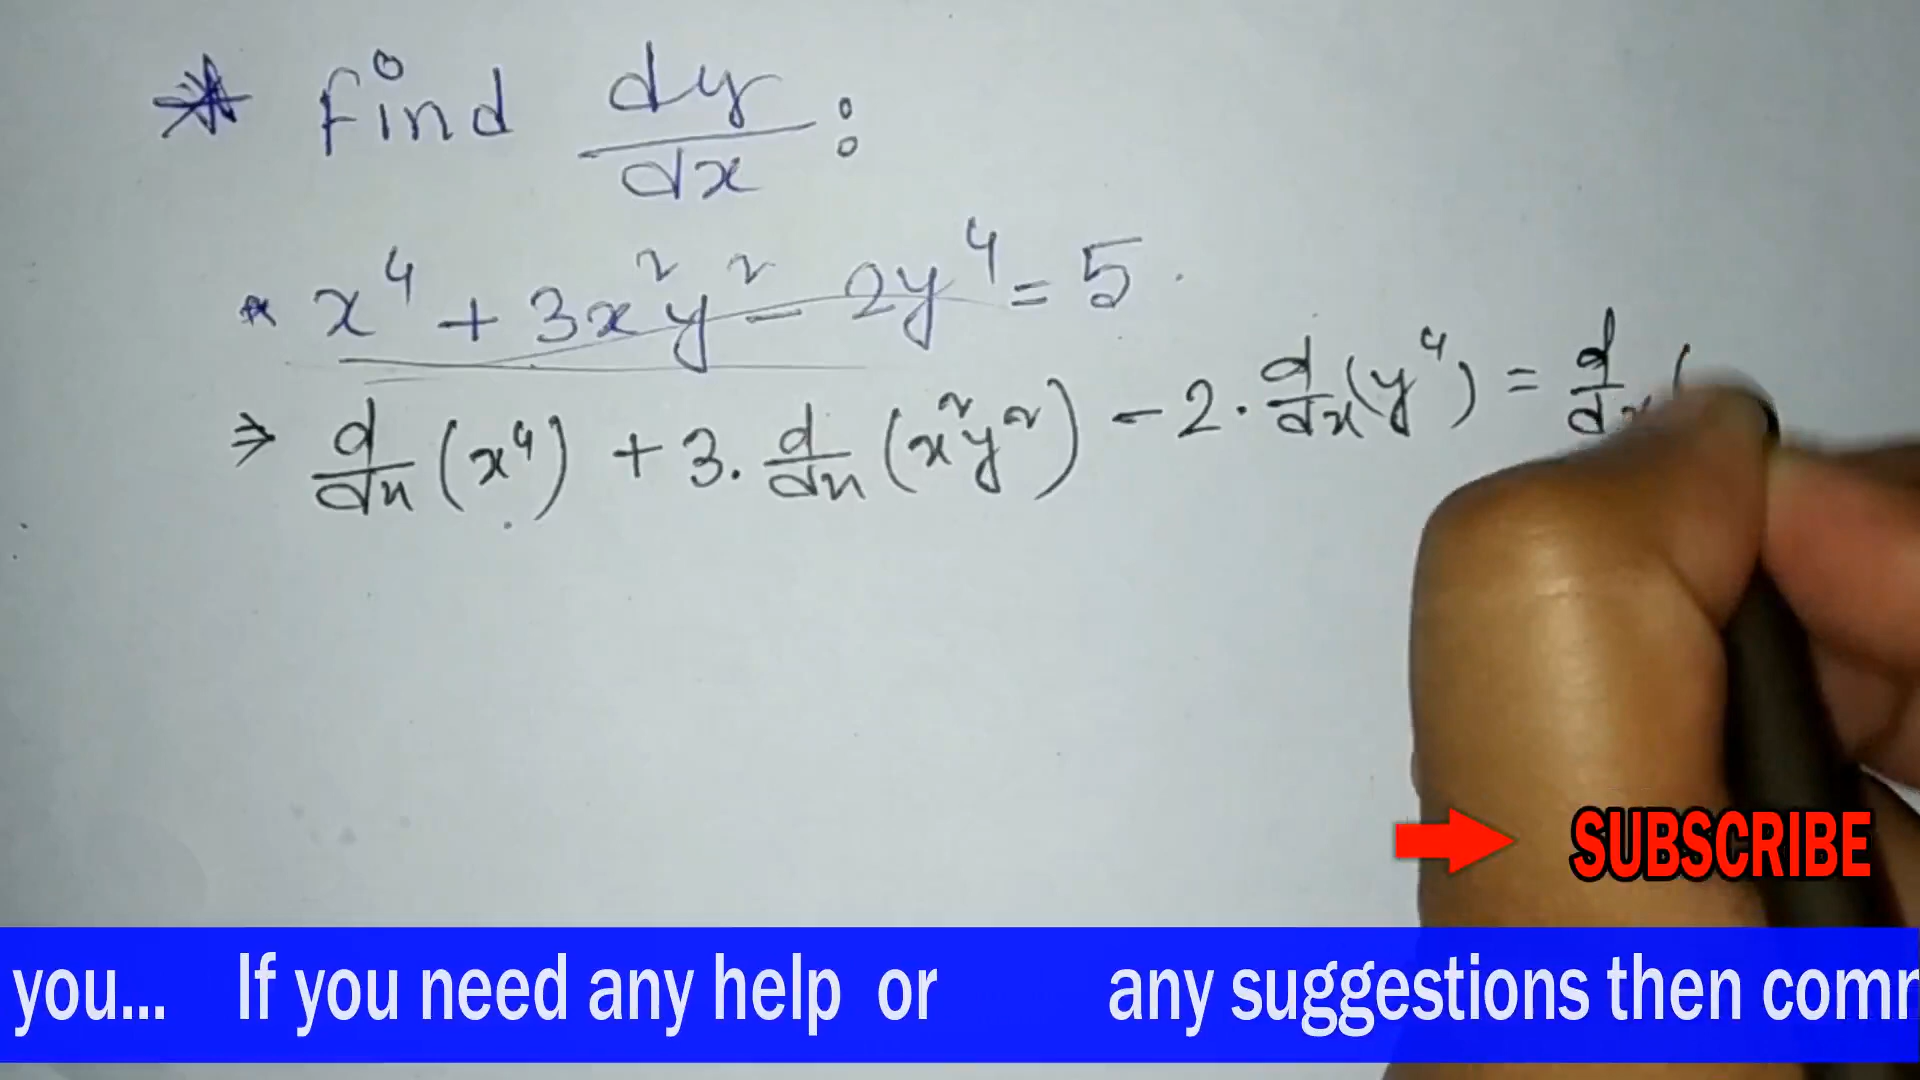 * Find dy/dx :
* x⁴ + 3x²y² - 2y⁴ = 5.
⇒ d/dx (x⁴) + 3. d/dx (x²y²) - 2. d/dx (y⁴) = d/dx (
SUBSCRIBE
you... If you need any help or any suggestions then